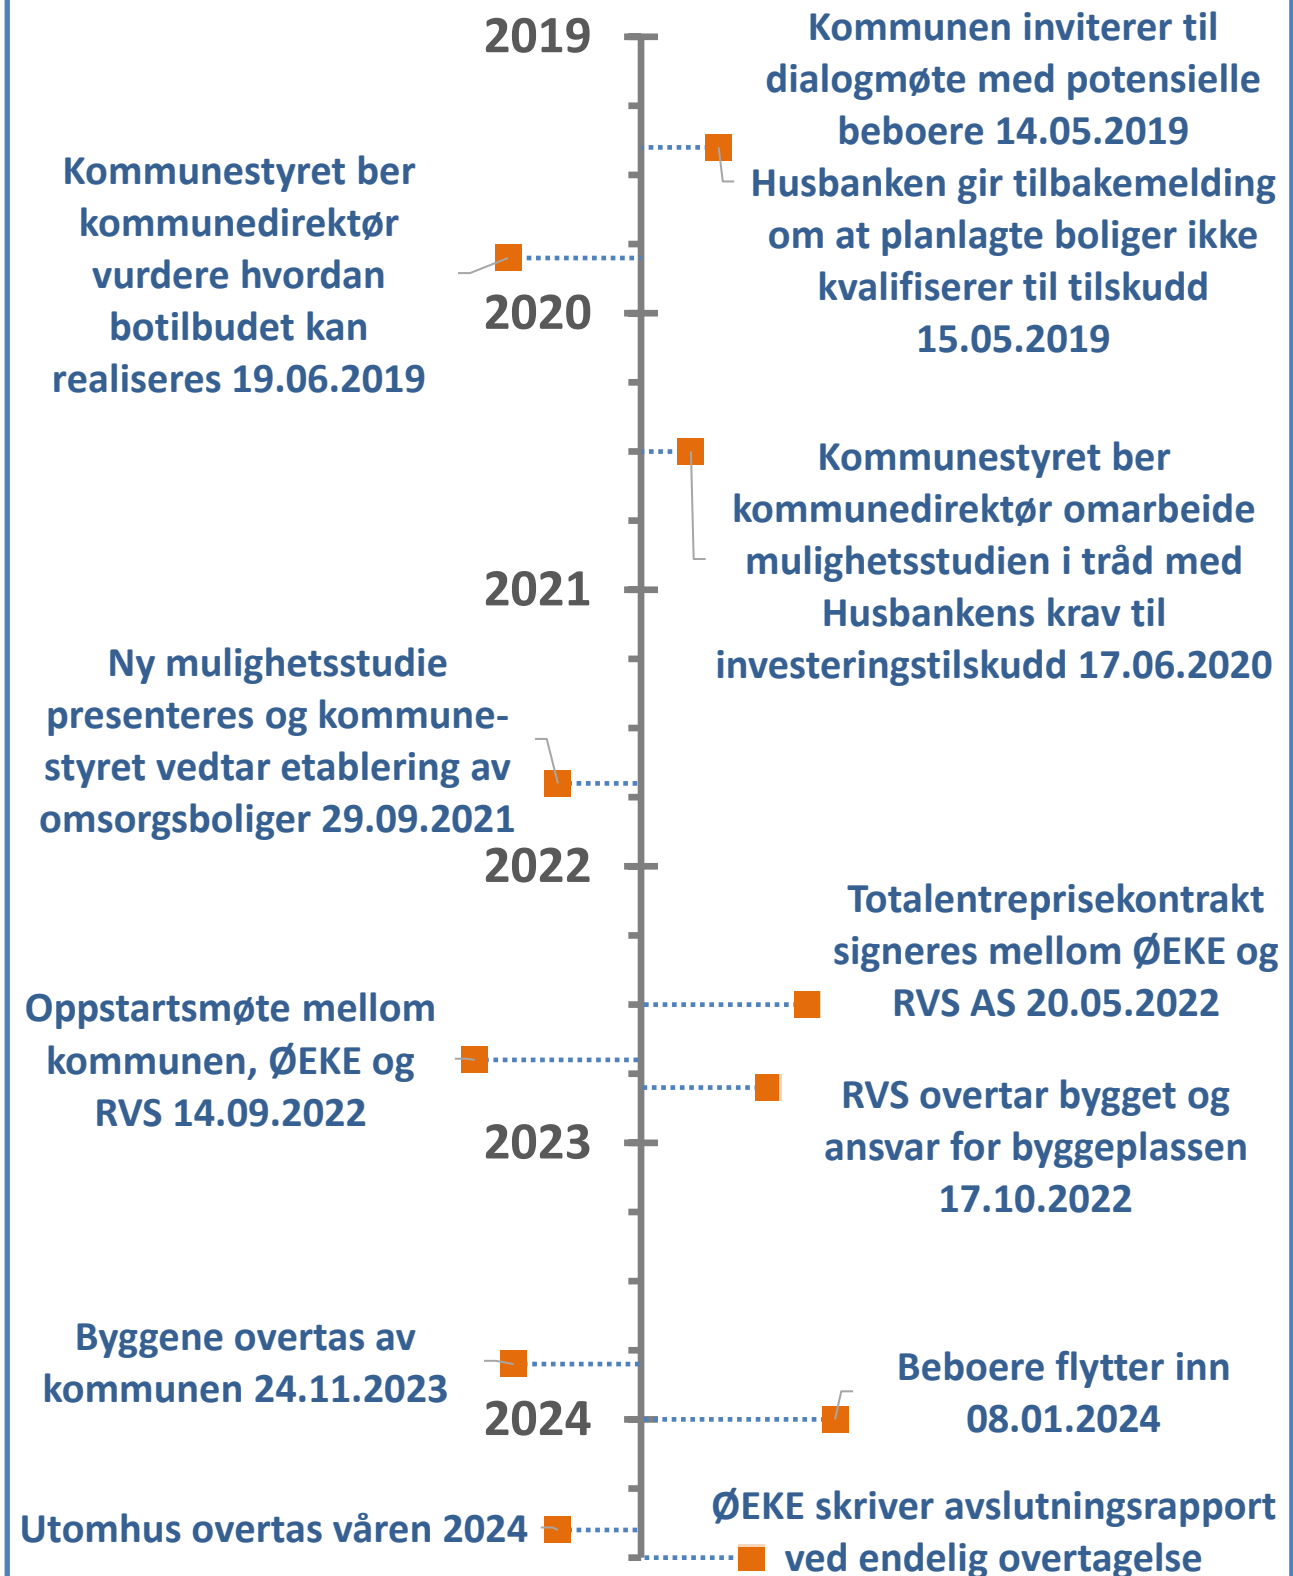 2019
Kommunen inviterer til
dialogmøte med potensielle
beboere 14.05.2019
Husbanken gir tilbakemelding
om at planlagte boliger ikke
kvalifiserer til tilskudd
15.05.2019
Kommunestyret ber
kommunedirektør
vurdere hvordan
botilbudet kan
realiseres 19.06.2019
2020
Kommunestyret ber
kommunedirektør omarbeide
mulighetsstudien i tråd med
Husbankens krav til
investeringstilskudd 17.06.2020
2021
Ny mulighetsstudie
presenteres og kommune-
styret vedtar etablering av
omsorgsboliger 29.09.2021
2022
Totalentreprisekontrakt
signeres mellom ØEKE og
RVS AS 20.05.2022
Oppstartsmøte mellom
kommunen, ØEKE og
RVS 14.09.2022
RVS overtar bygget og
ansvar for byggeplassen
17.10.2022
2023
Byggene overtas av
kommunen 24.11.2023
Beboere flytter inn
08.01.2024
2024
Utomhus overtas våren 2024
ØEKE skriver avslutningsrapport
ved endelig overtagelse